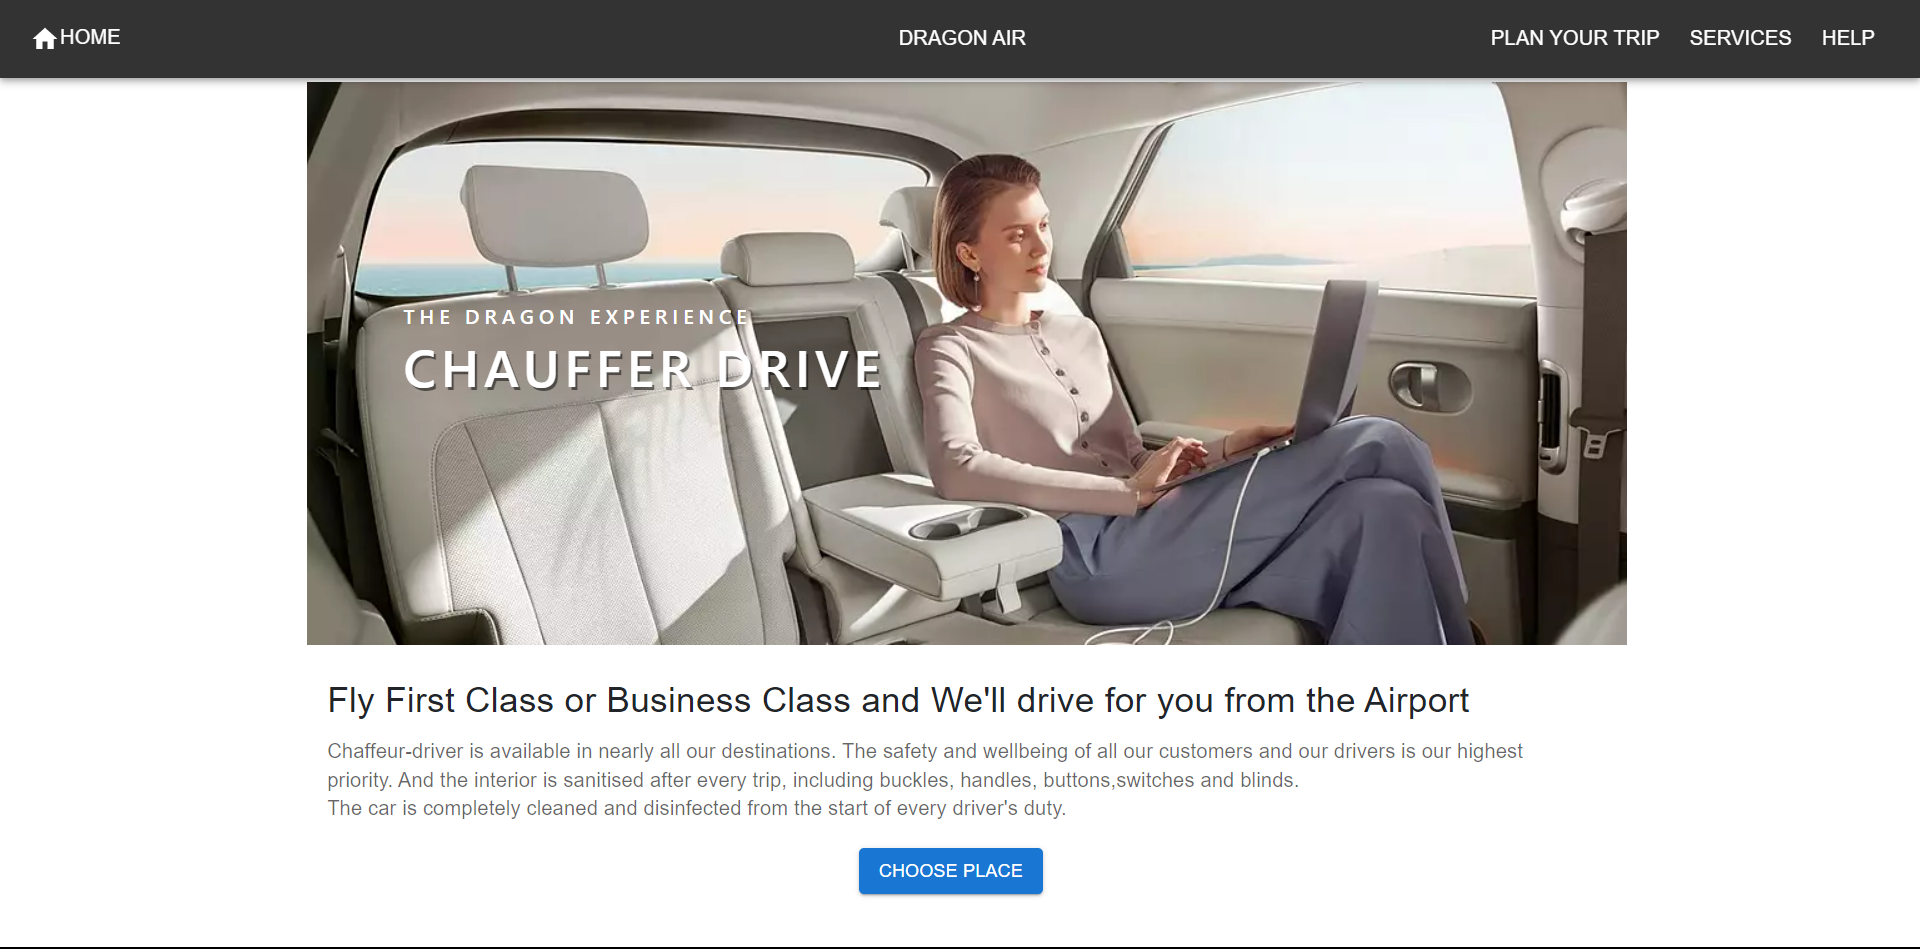 HOME
DRAGON AIR
PLAN YOUR TRIP
SERVICES
HELP
THE DRAGON EXPERIENCE
CHAUFFER DRIVE
Fly First Class or Business Class and We'll drive for you from the Airport
Chaffeur-driver is available in nearly all our destinations. The safety and wellbeing of all our customers and our drivers is our highest
priority. And the interior is sanitised after every trip, including buckles, handles, buttons,switches and blinds.
The car is completely cleaned and disinfected from the start of every driver's duty.
CHOOSE PLACE